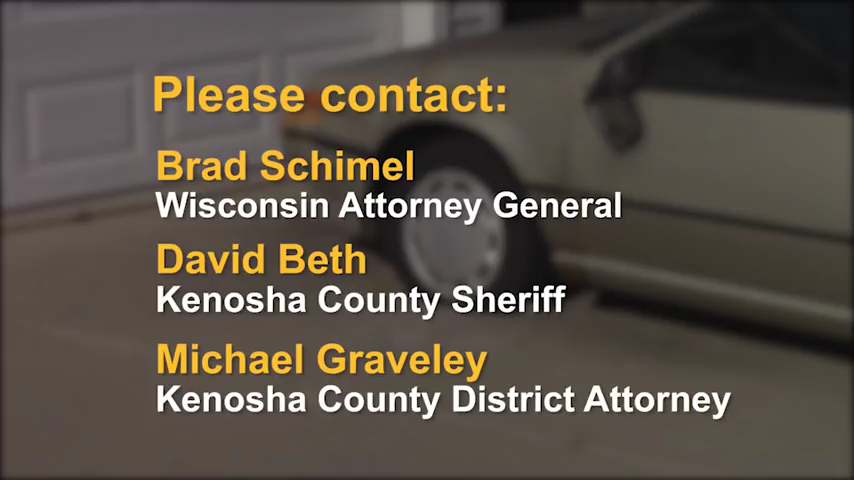 Please contact:
Brad Schimel
Wisconsin Attorney General
David Beth
Kenosha County Sheriff
Michael Graveley
Kenosha County District Attorney